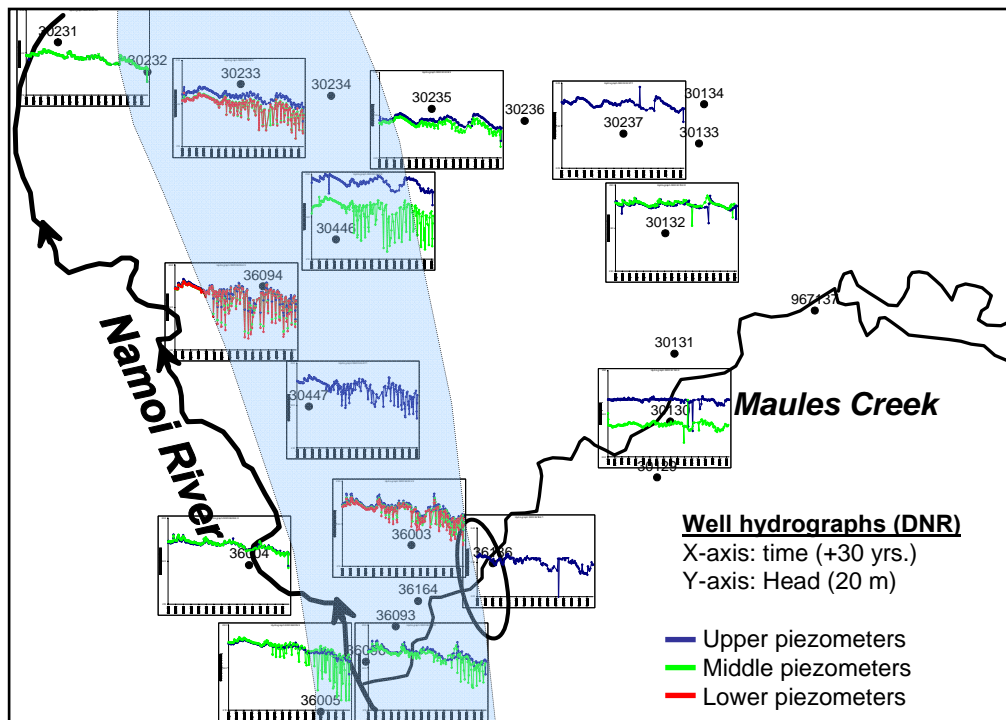 30231
30232
30233
30234
30235
30236
30237
30134
30133
30132
30446
36094
967137
30131
30447
30130
Maules Creek
Namoi River
36003
36186
36164
36093
36005
Well hydrographs (DNR)
X-axis: time (+30 yrs.)
Y-axis: Head (20 m)
Upper piezometers
Middle piezometers
Lower piezometers